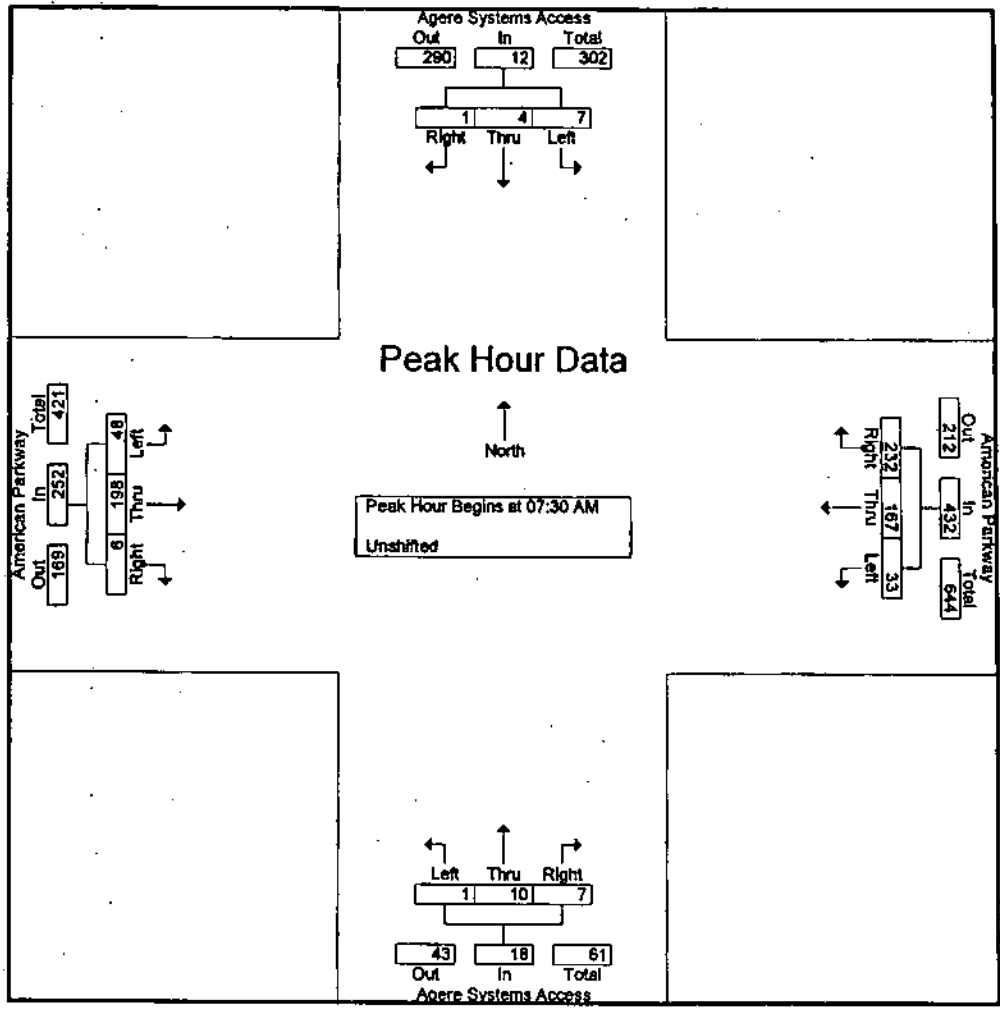 Agere Systems Access
Out In Total
290 12 302
1 4 7
Right Thru Left
Peak Hour Data
North
Peak Hour Begins at 07:30 AM
Unshifted
American Parkway
Total In Out
421 252 169
48 198 6
Left Thru Right
Right Thru Left
232 167 33
212 432 644
Out In Total
American Parkway
Left Thru Right
1 10 7
43 18 61
Out In Total
Agere Systems Access